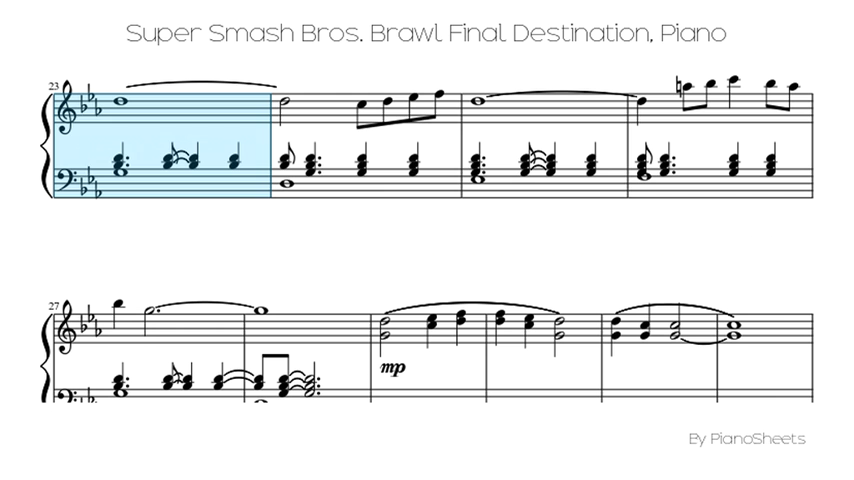 Super Smash Bros. Brawl Final Destination, Piano
23
27
mp
By PianoSheets